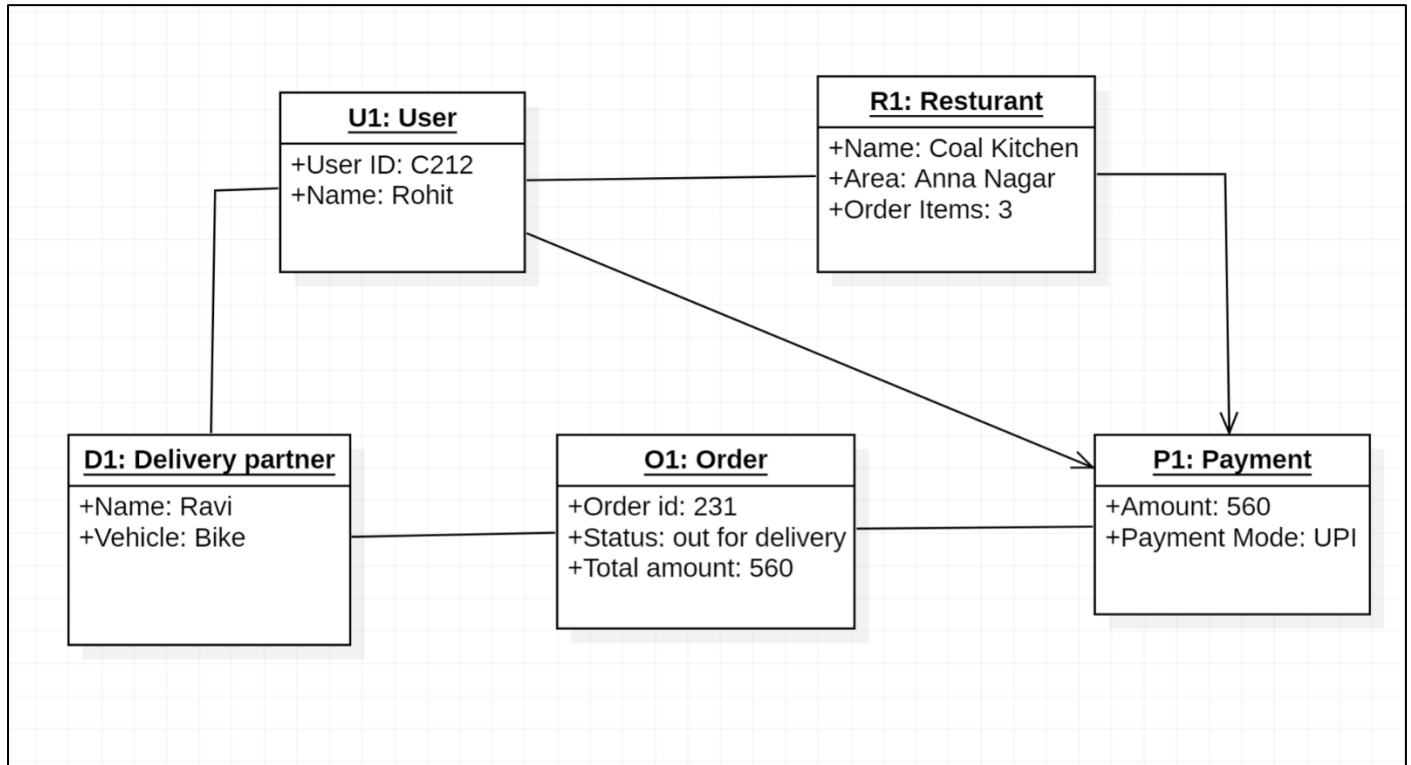 U1: User
+User ID: C212
+Name: Rohit
R1: Resturant
+Name: Coal Kitchen
+Area: Anna Nagar
+Order Items: 3
D1: Delivery partner
+Name: Ravi
+Vehicle: Bike
O1: Order
+Order id: 231
+Status: out for delivery
+Total amount: 560
P1: Payment
+Amount: 560
+Payment Mode: UPI